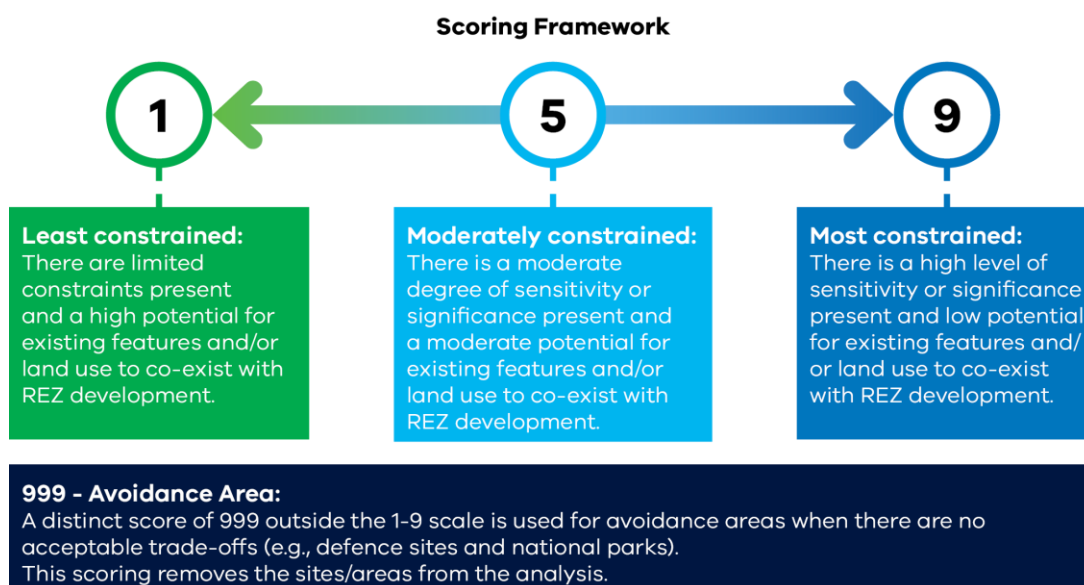 Scoring Framework
1
5
9
Least constrained:
There are limited
constraints present
and a high potential for
existing features and/or
land use to co-exist with
REZ development.
Moderately constrained:
There is a moderate
degree of sensitivity or
significance present and
a moderate potential for
existing features and/or
land use to co-exist with
REZ development.
Most constrained:
There is a high level of
sensitivity or significance
present and low potential
for existing features and/
or land use to co-exist
with REZ development.
999 - Avoidance Area:
A distinct score of 999 outside the 1-9 scale is used for avoidance areas when there are no
acceptable trade-offs (e.g., defence sites and national parks).
This scoring removes the sites/areas from the analysis.